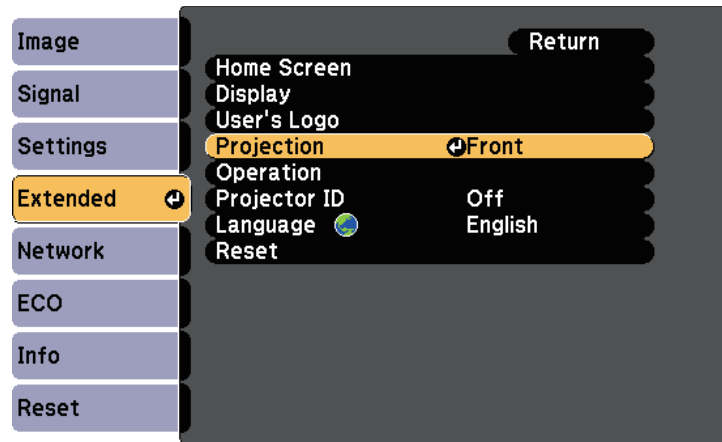 Image
Signal
Settings
Extended
Network
ECO
Info
Reset
Return
Home Screen
Display
User's Logo
Projection Front
Operation
Projector ID Off
Language English
Reset